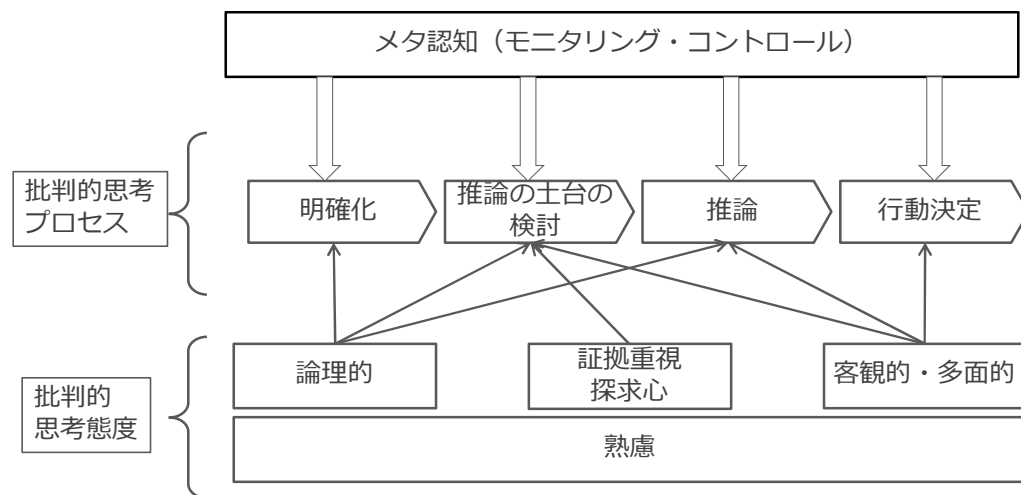 メタ認知（モニタリング・コントロール）
批判的思考
プロセス
明確化
推論の土台の
検討
推論
行動決定
批判的
思考態度
論理的
証拠重視
探求心
客観的・多面的
熟慮